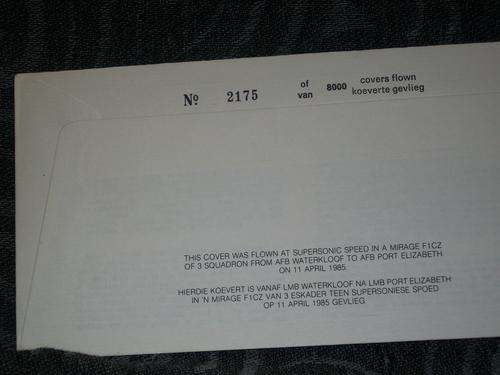 Nº 2175 of 8000 covers flown
van koeverte gevlieg
THIS COVER WAS FLOWN AT SUPERSONIC SPEED IN A MIRAGE F1CZ
OF 3 SQUADRON FROM AFB WATERKLOOF TO AFB PORT ELIZABETH
ON 11 APRIL 1985.
HIERDIE KOEVERT IS VANAF LMB WATERKLOOF NA LMB PORT ELIZABETH
IN 'N MIRAGE F1CZ VAN 3 ESKADER TEEN SUPERSONIESE SPOED
OP 11 APRIL 1985 GEVLIEG